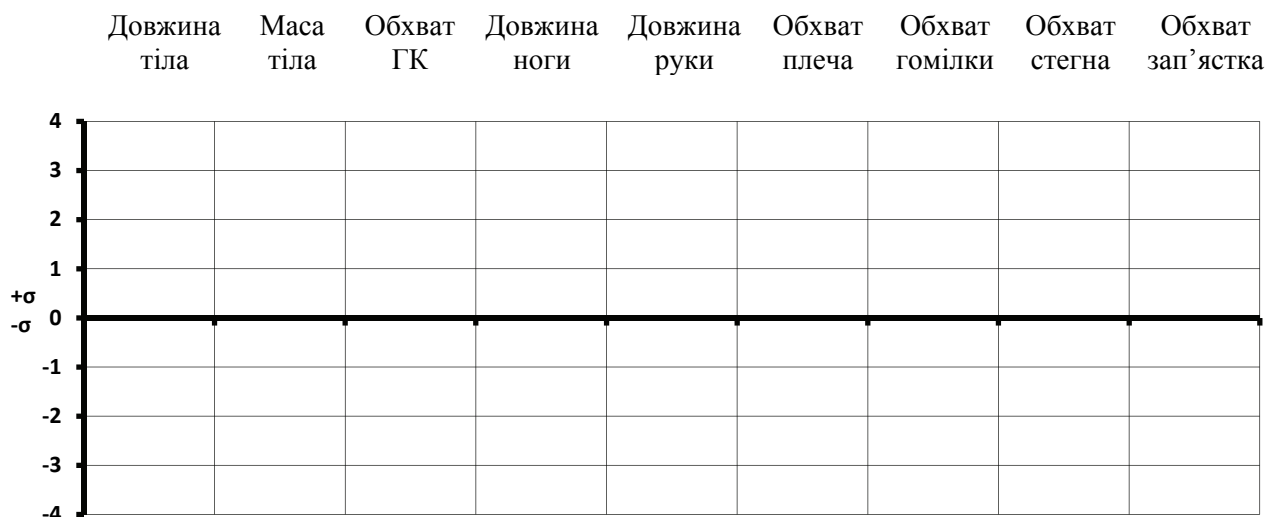 Довжина Маса Обхват Довжина Довжина Обхват Обхват Обхват Обхват
тіла тіла ГК ноги руки плеча гомілки стегна зап’ястка
4
3
2
1
+σ
0
-σ
-1
-2
-3
-4